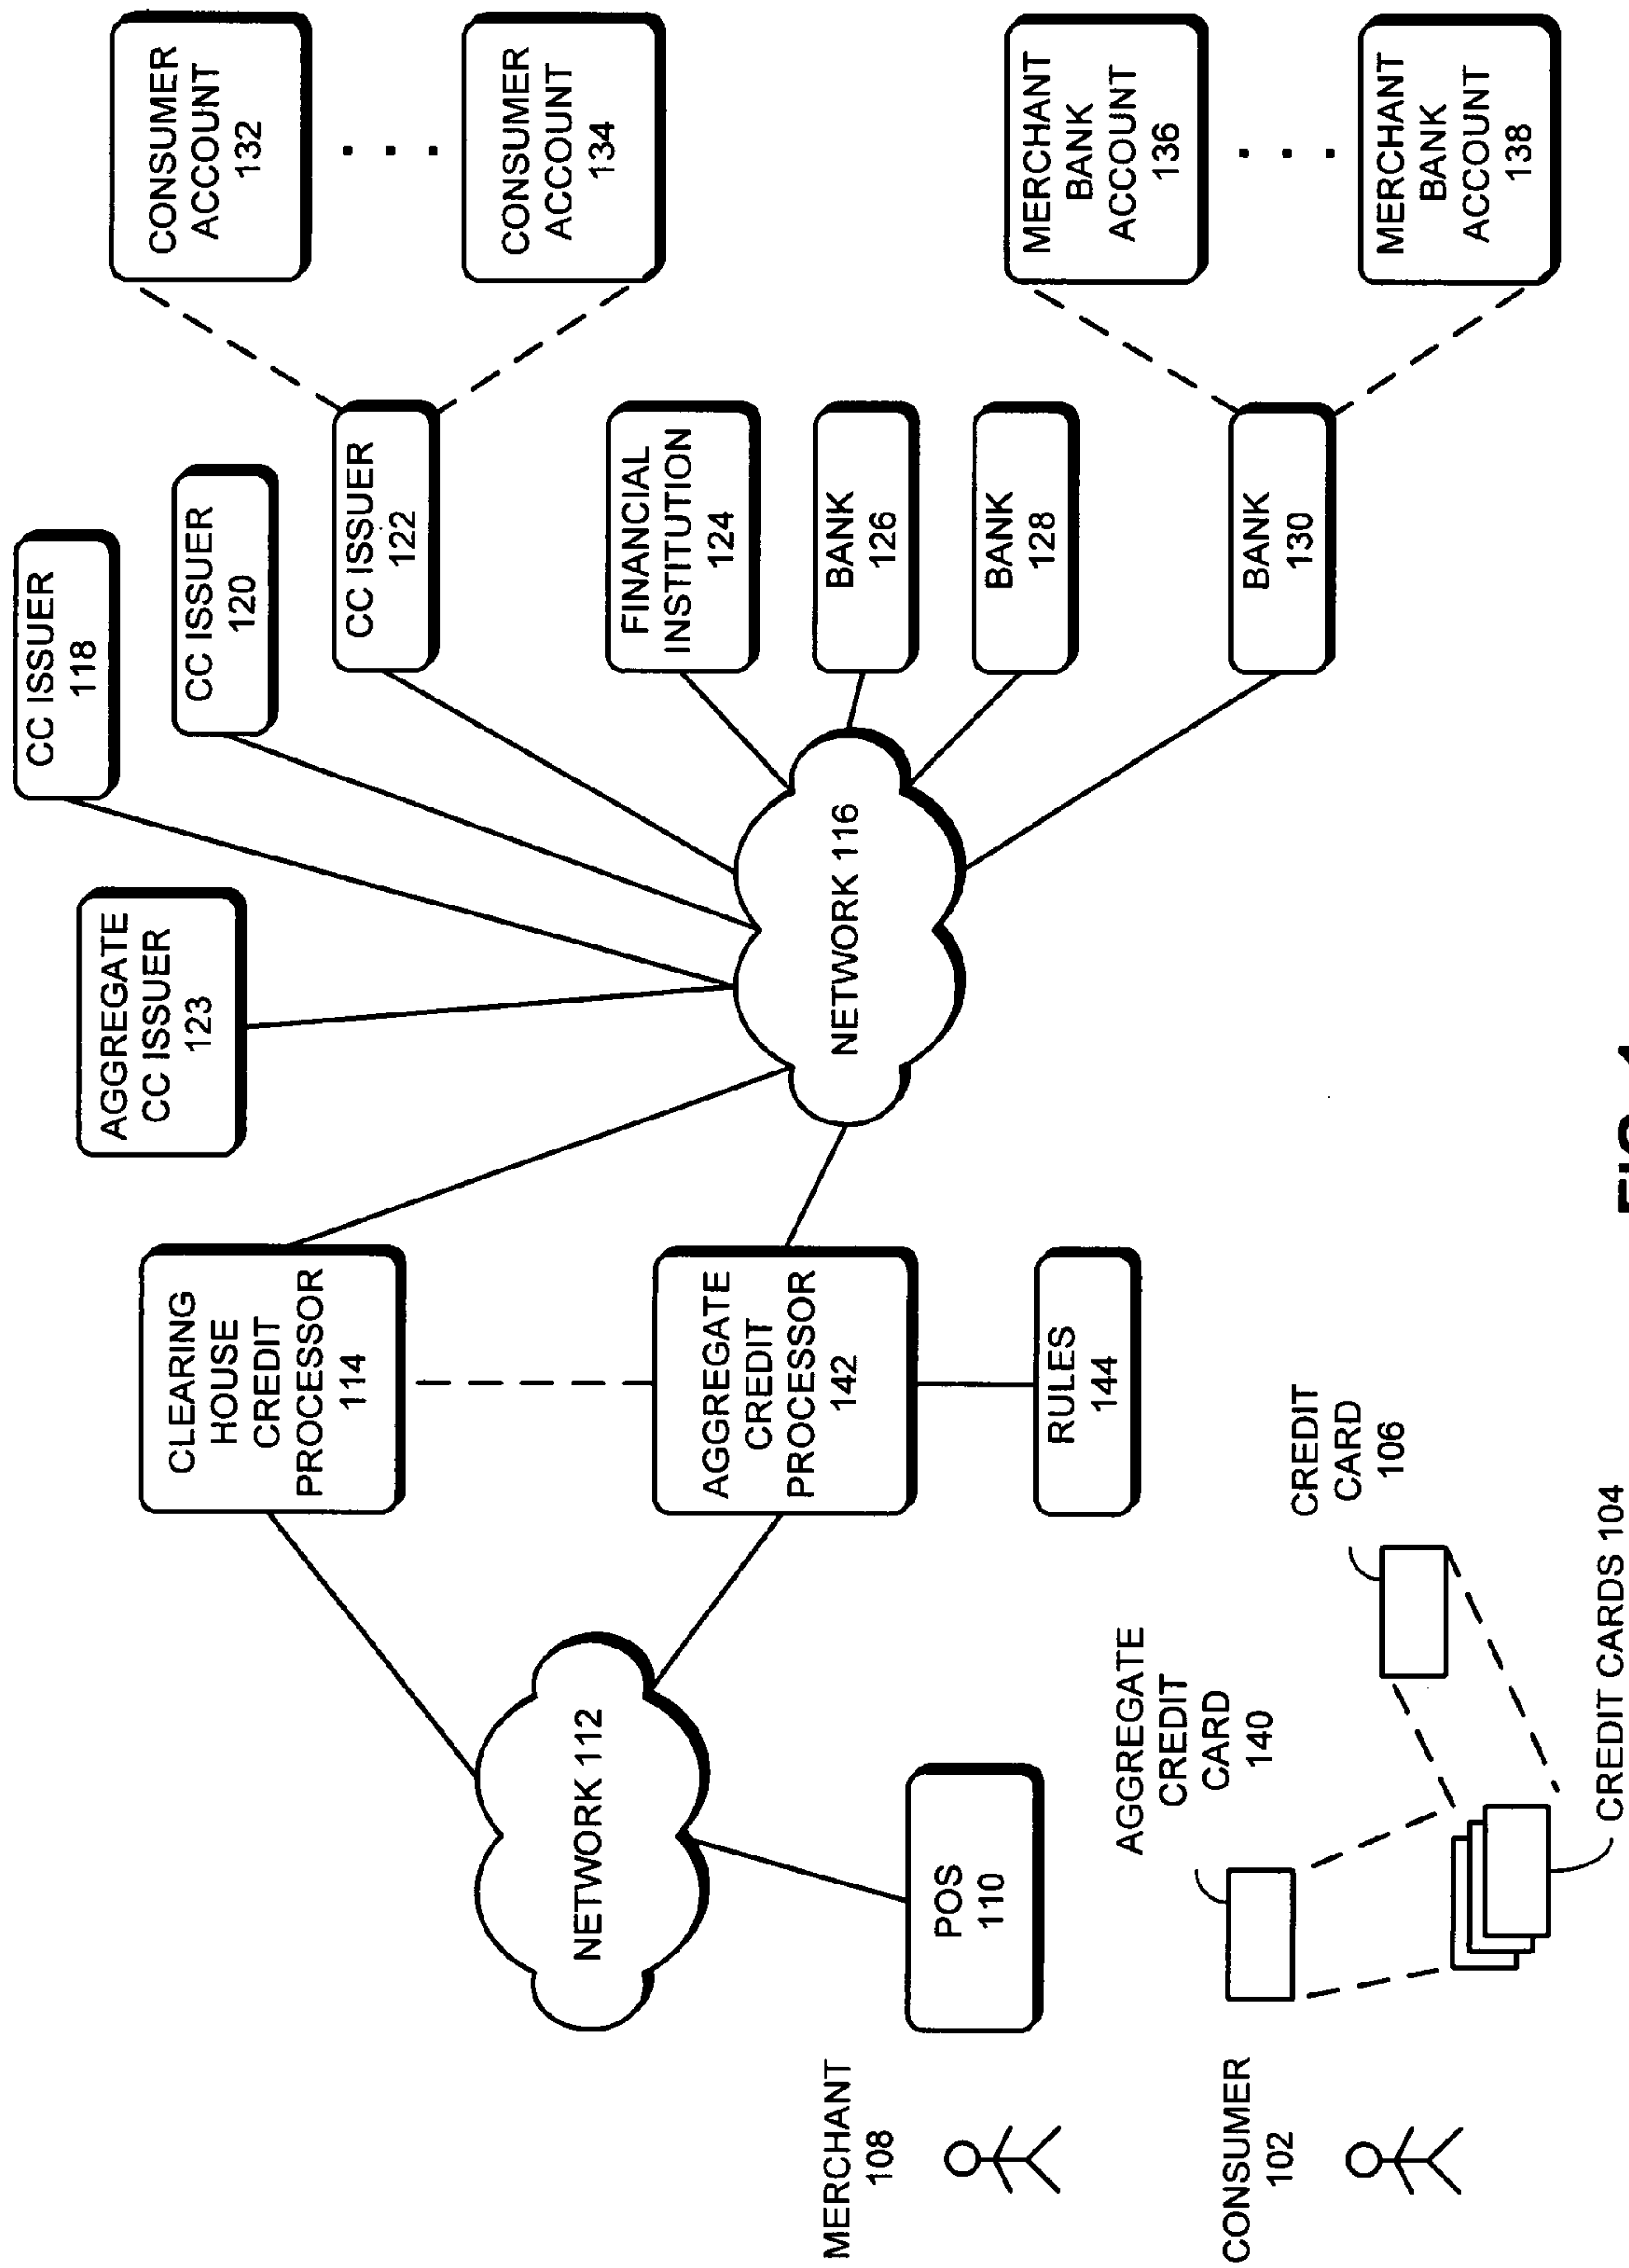 CC ISSUER
118
CC ISSUER
120
CC ISSUER
122
AGGREGATE
CC ISSUER
123
CONSUMER
ACCOUNT
132
CONSUMER
ACCOUNT
134
CLEARING
HOUSE
CREDIT
PROCESSOR
114
AGGREGATE
CREDIT
PROCESSOR
142
RULES
144
NETWORK 112
NETWORK 116
FINANCIAL
INSTITUTION
124
BANK
126
BANK
128
BANK
130
MERCHANT
BANK
ACCOUNT
136
MERCHANT
BANK
ACCOUNT
138
MERCHANT
108
POS
110
CONSUMER
102
AGGREGATE
CREDIT
CARD
140
CREDIT
CARD
106
CREDIT CARDS 104